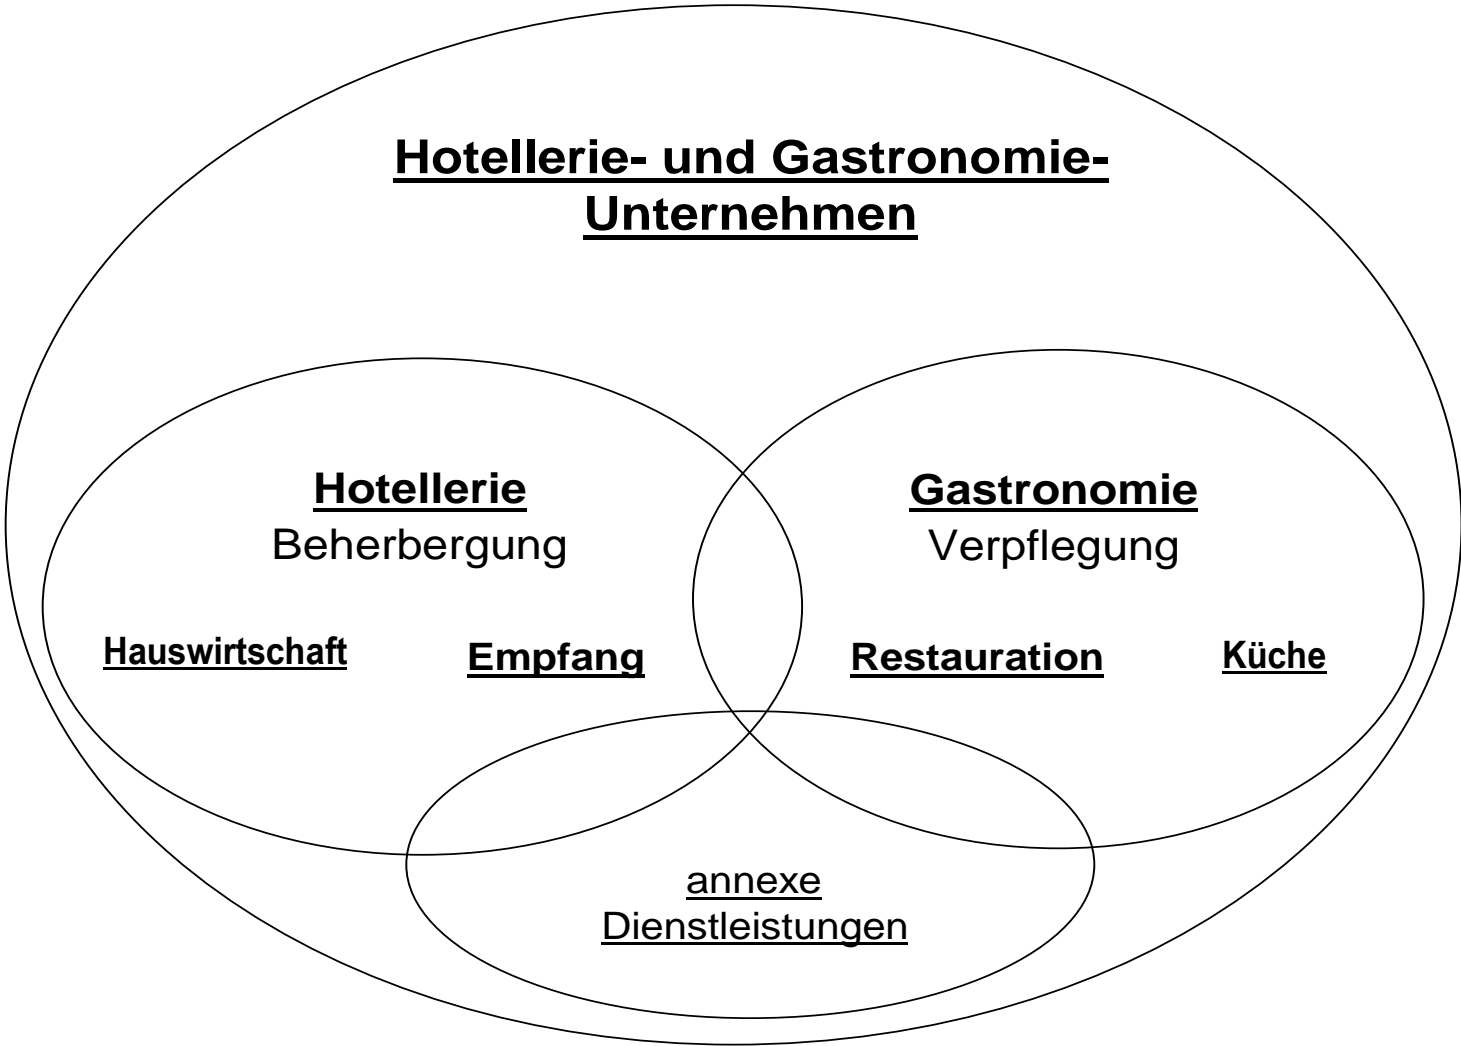 Hotellerie- und Gastronomie-
Unternehmen
Hotellerie
Beherbergung
Gastronomie
Verpflegung
Hauswirtschaft
Empfang
Restauration
Küche
annexe
Dienstleistungen